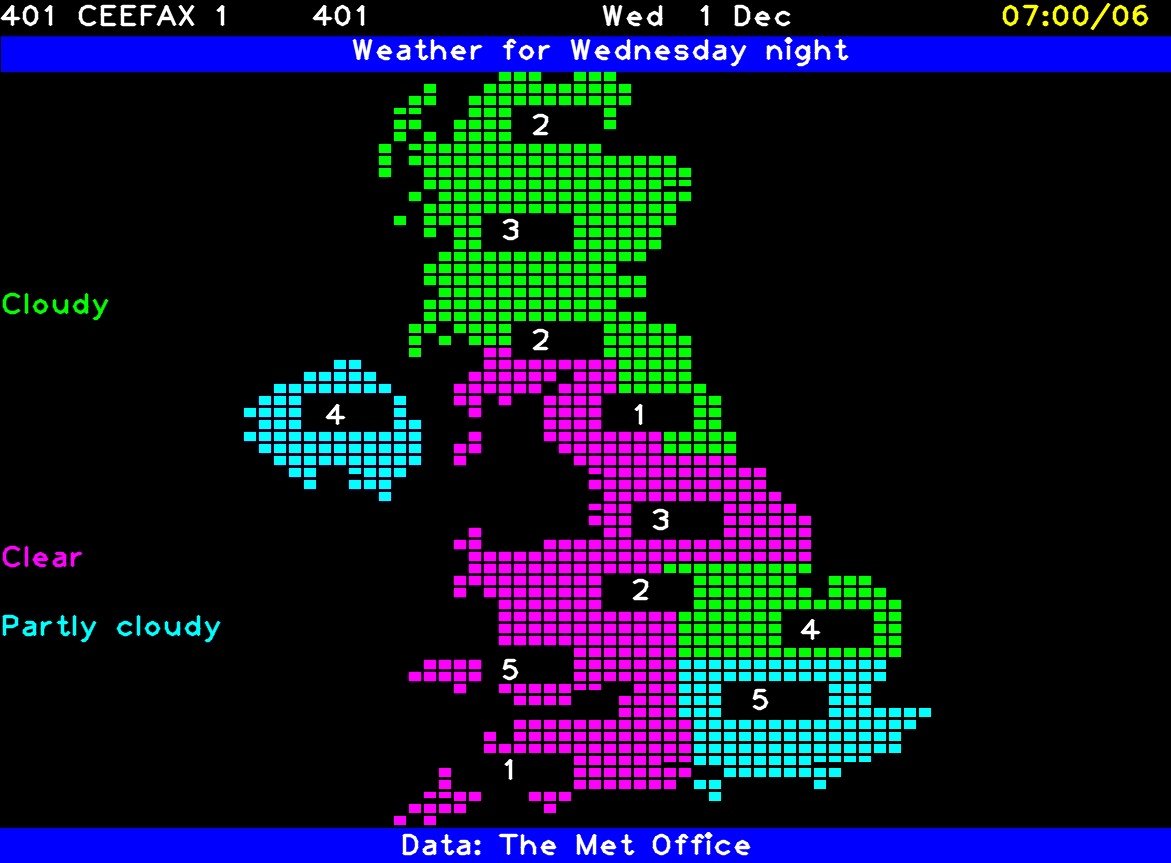 401 CEEFAX 1 401 Wed 1 Dec 07:00/06
Weather for Wednesday night
2
3
Cloudy
2
4 1
3
Clear
2
Partly cloudy 4
5
5
1
Data: The Met Office